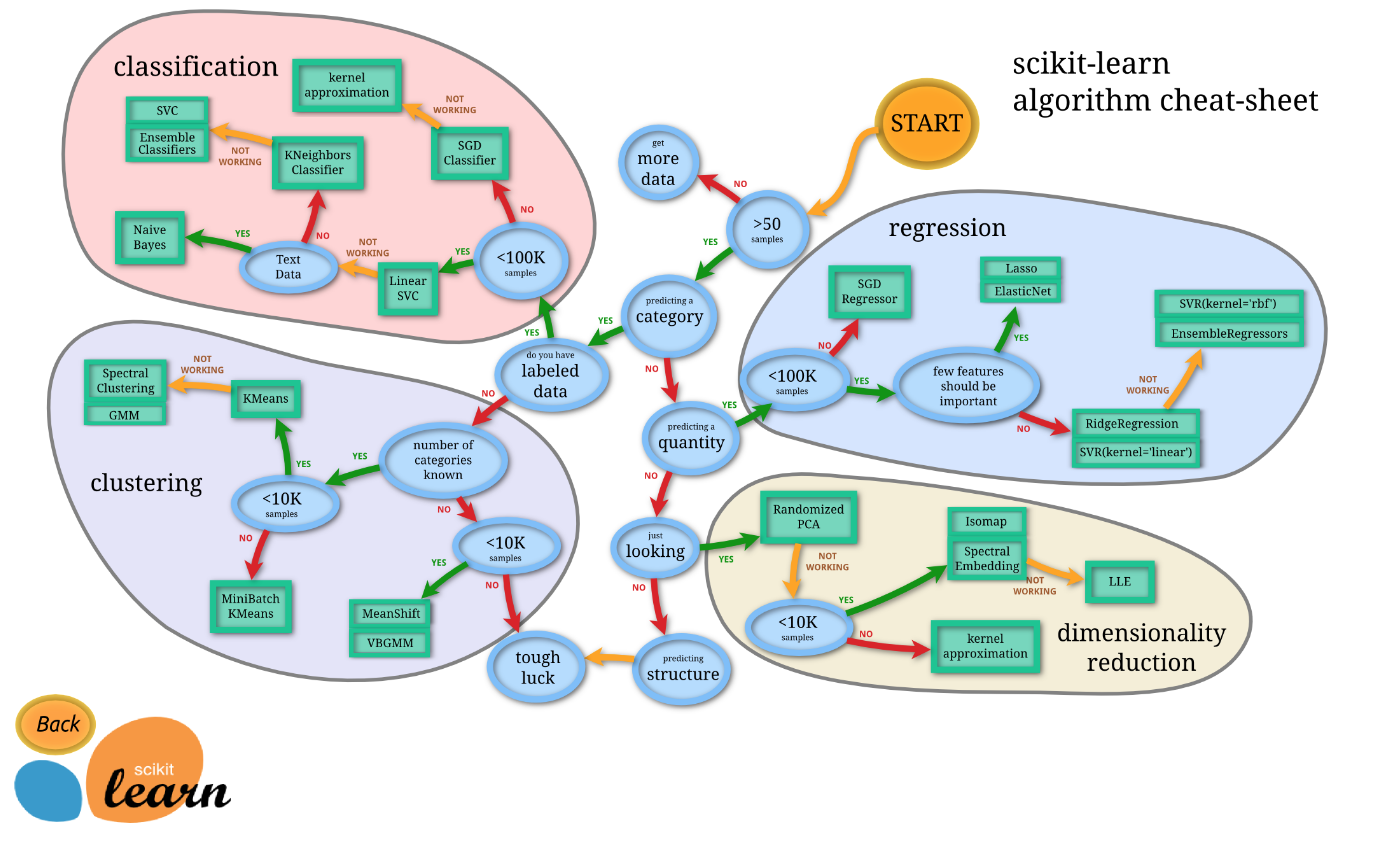 scikit-learn
algorithm cheat-sheet
START
get
more
data
NO
>50
samples
YES
predicting a
category
YES
NO
do you have
labeled
data
YES
NO
predicting a
quantity
YES
NO
just
looking
YES
NO
predicting
structure
tough
luck
classification
kernel
approximation
NOT
WORKING
SGD
Classifier
NO
<100K
samples
YES
Linear
SVC
NOT
WORKING
Text
Data
YES
NO
Naive
Bayes
KNeighbors
Classifier
NOT
WORKING
SVC
Ensemble
Classifiers
regression
<100K
samples
NO
SGD
Regressor
YES
few features
should be
important
YES
Lasso
ElasticNet
NO
RidgeRegression
SVR(kernel='linear')
NOT
WORKING
SVR(kernel='rbf')
EnsembleRegressors
clustering
number of
categories
known
YES
NO
<10K
samples
YES
NO
KMeans
NOT
WORKING
Spectral
Clustering
GMM
MiniBatch
KMeans
<10K
samples
YES
NO
MeanShift
VBGMM
dimensionality
reduction
Randomized
PCA
NOT
WORKING
<10K
samples
YES
NO
Isomap
Spectral
Embedding
NOT
WORKING
LLE
kernel
approximation
Back
scikit
learn